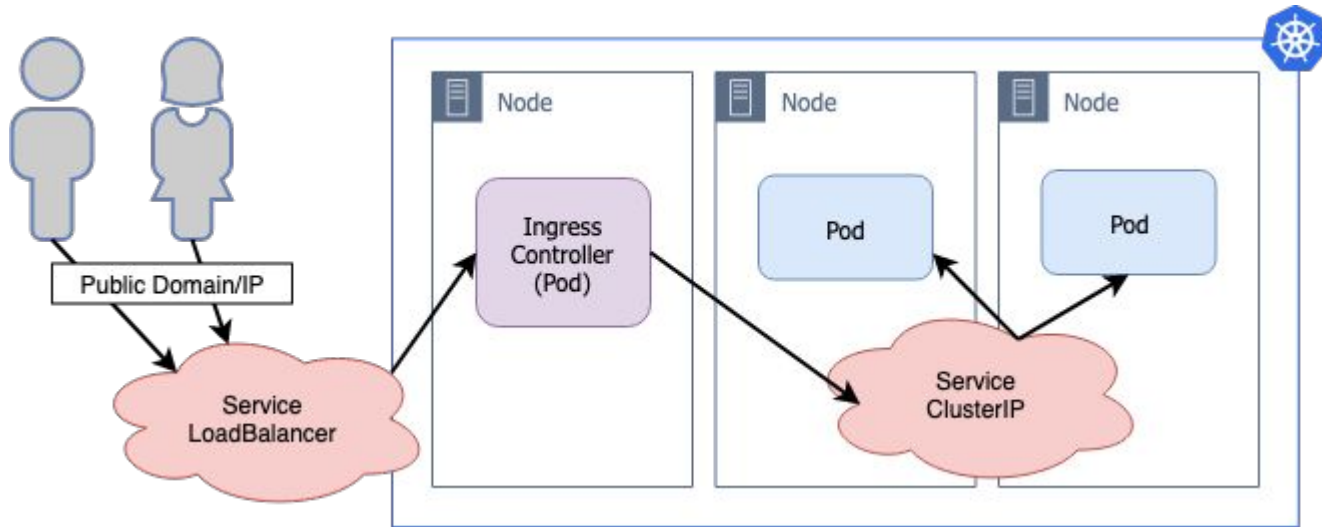 Node
Node
Node
Ingress
Controller
(Pod)
Pod
Pod
Public Domain/IP
Service
LoadBalancer
Service
ClusterIP